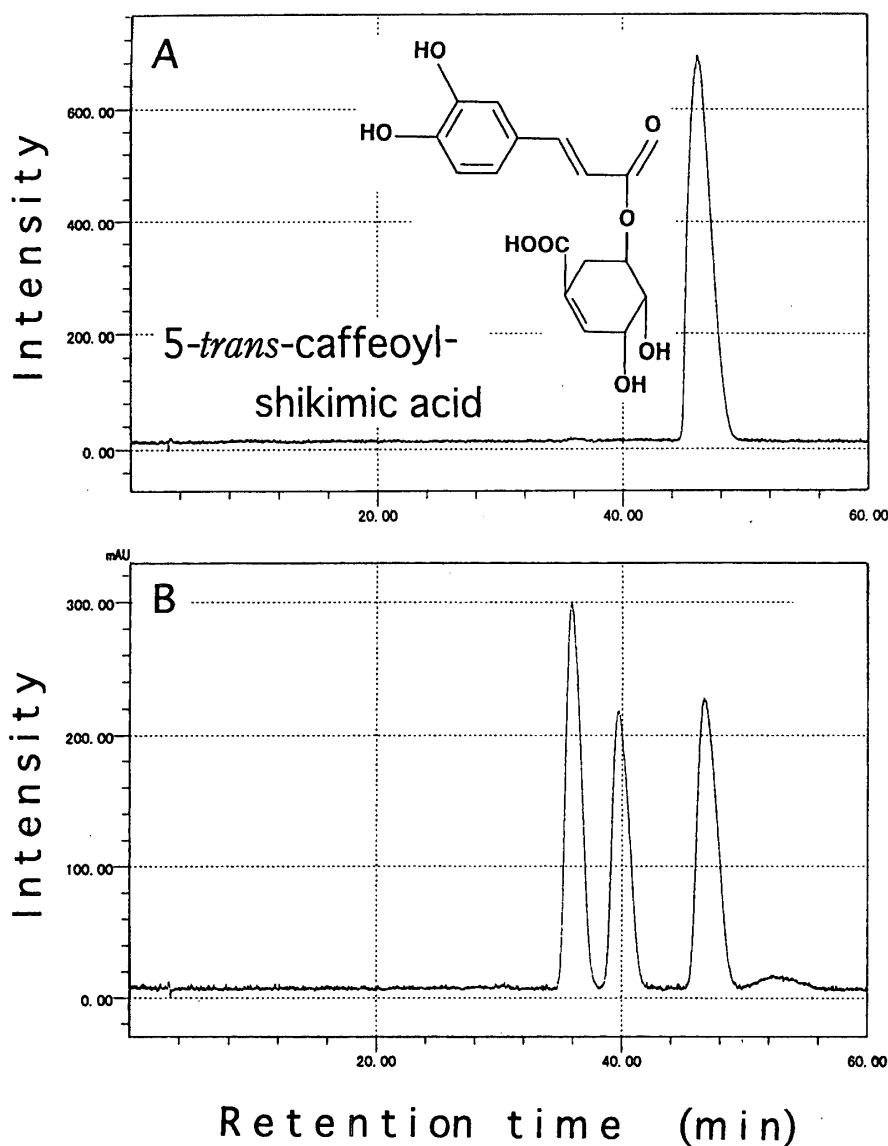 A
HO
HO
O
O
HOOC
OH
OH
5-trans-caffeoyl-
shikimic acid
Intensity
600.00
400.00
200.00
0.00
20.00
40.00
60.00
mAU
B
Intensity
300.00
200.00
100.00
0.00
20.00
40.00
60.00
Retention time (min)